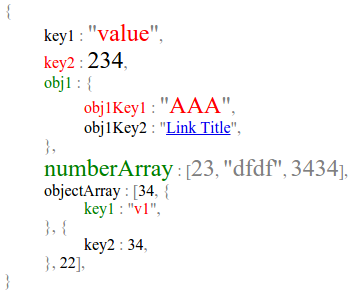 {
key1 : "value",
key2 : 234,
obj1 : {
obj1Key1 : "AAA",
obj1Key2 : "Link Title",
},
numberArray : [23, "dfdf", 3434],
objectArray : [34, {
key1 : "v1",
}, {
key2 : 34,
}, 22],
}